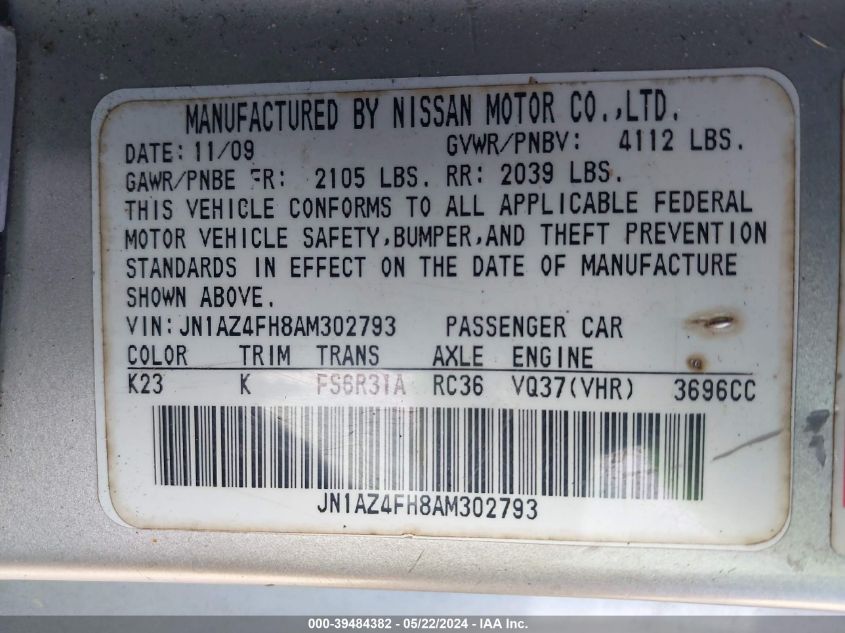 MANUFACTURED BY NISSAN MOTOR CO.,LTD.
DATE: 11/09 GVWR/PNBV: 4112 LBS.
GAWR/PNBE FR: 2105 LBS. RR: 2039 LBS.
THIS VEHICLE CONFORMS TO ALL APPLICABLE FEDERAL
MOTOR VEHICLE SAFETY,BUMPER,AND THEFT PREVENTION
STANDARDS IN EFFECT ON THE DATE OF MANUFACTURE
SHOWN ABOVE.
VIN:JN1AZ4FH8AM302793 PASSENGER CAR
COLOR TRIM TRANS AXLE ENGINE
K23 K FS6R31A RC36 VQ37(VHR) 3696CC
JN1AZ4FH8AM302793
000-39484382 - 05/22/2024 - IAA Inc.